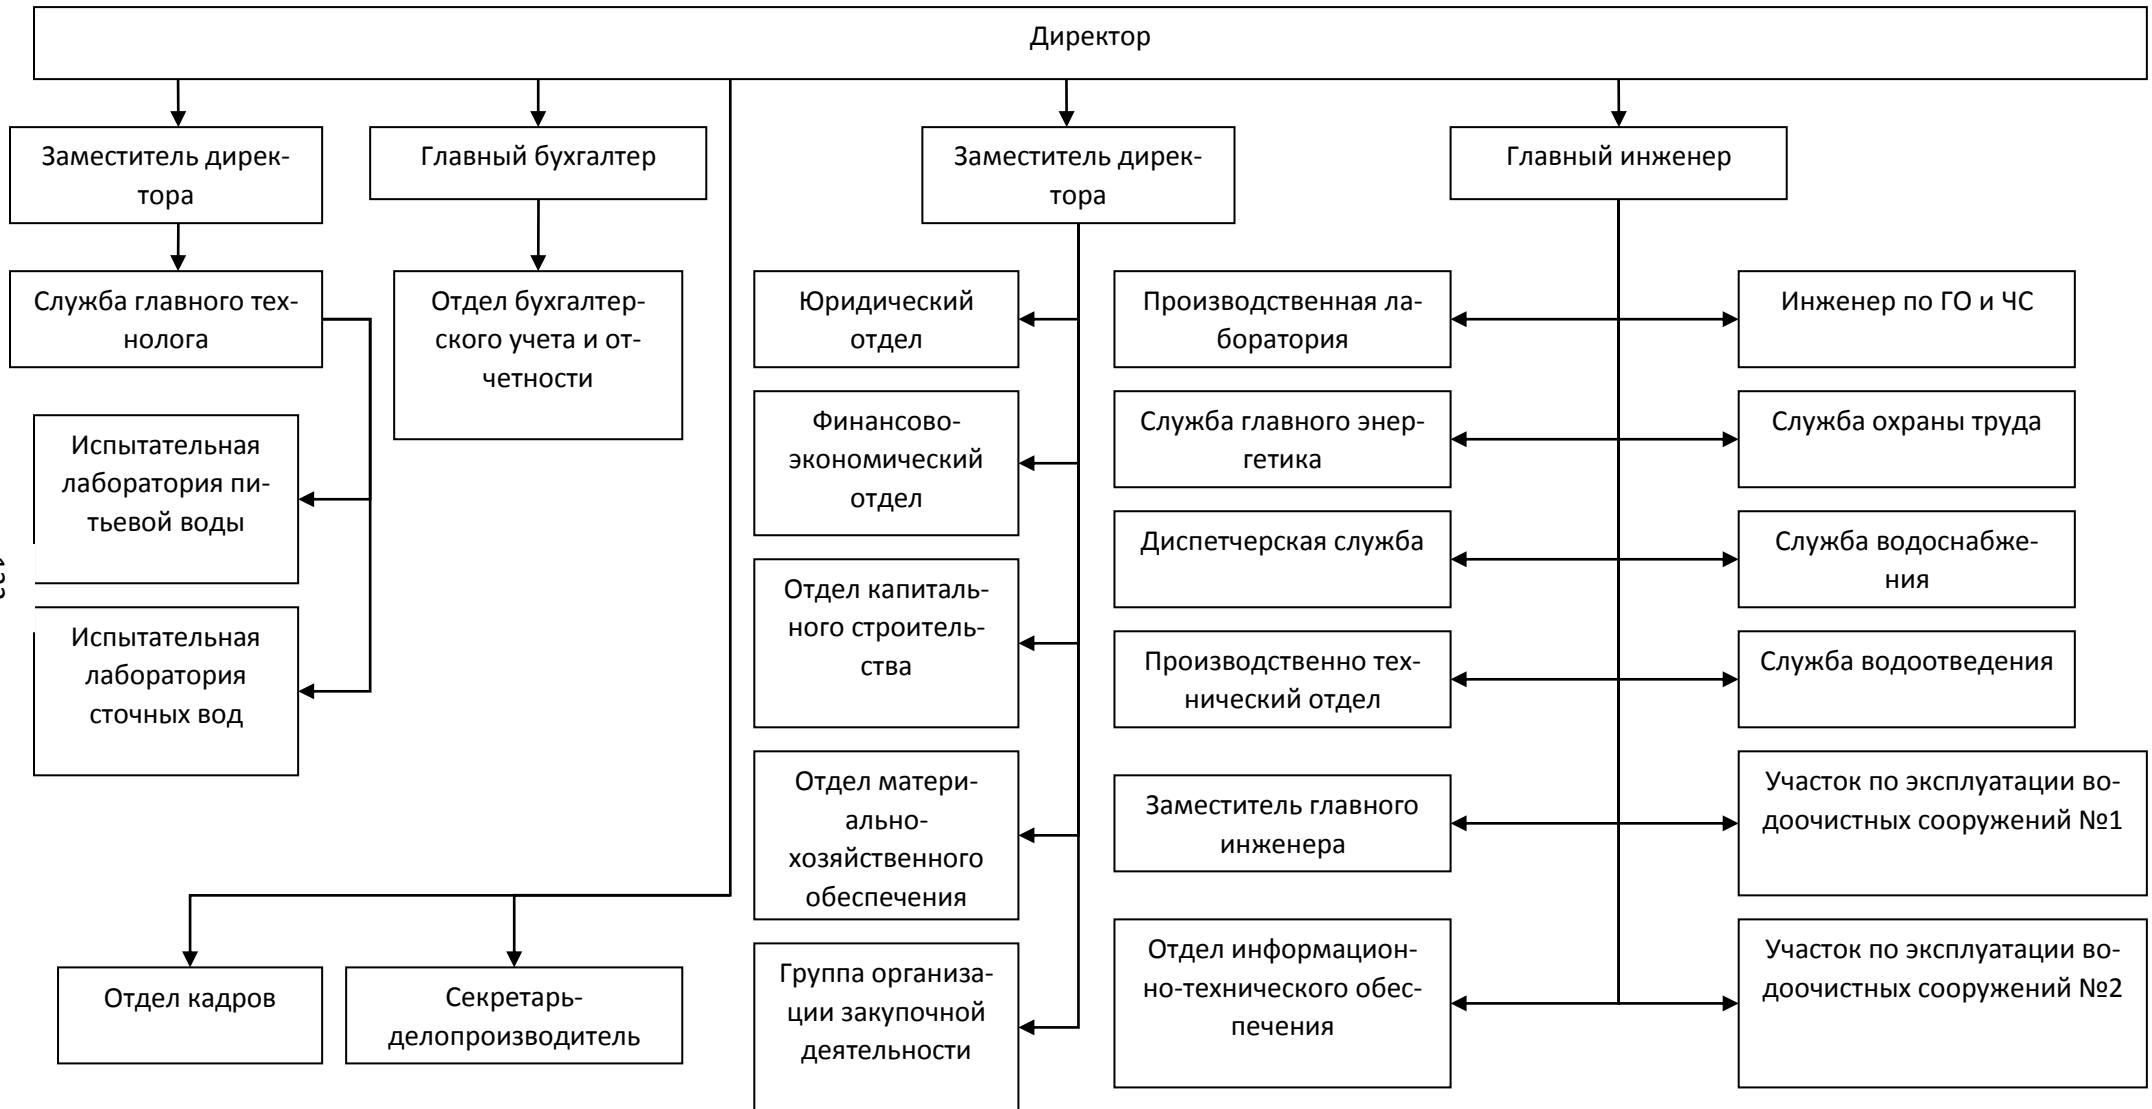 Директор
Заместитель дирек-
тора
Главный бухгалтер
Заместитель дирек-
тора
Главный инженер
Служба главного тех-
нолога
Отдел бухгалтер-
ского учета и от-
четности
Юридический
отдел
Производственная ла-
боратория
Инженер по ГО и ЧС
Испытательная
лаборатория пи-
тьевой воды
Финансово-
экономический
отдел
Служба главного энер-
гетика
Служба охраны труда
Отдел капиталь-
ного строитель-
ства
Диспетчерская служба
Служба водоснабже-
ния
Испытательная
лаборатория
сточных вод
Производственно тех-
нический отдел
Служба водоотведения
Отдел матери-
ально-
хозяйственного
обеспечения
Заместитель главного
инженера
Участок по эксплуатации во-
доочистных сооружений №1
Отдел кадров
Секретарь-
делопроизводитель
Группа организа-
ции закупочной
деятельности
Отдел информацион-
но-технического обес-
печения
Участок по эксплуатации во-
доочистных сооружений №2